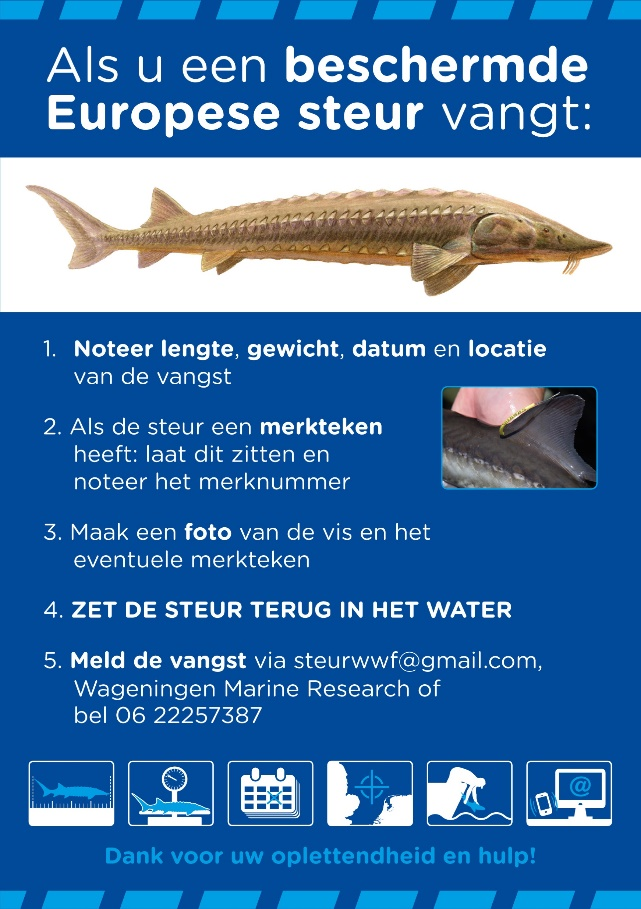 Als u een beschermde
Europese steur vangt:
1. Noteer lengte, gewicht, datum en locatie
van de vangst
2. Als de steur een merkteken
heeft: laat dit zitten en
noteer het merknummer
3. Maak een foto van de vis en het
eventuele merkteken
4. ZET DE STEUR TERUG IN HET WATER
5. Meld de vangst via steurwwf@gmail.com,
Wageningen Marine Research of
bel 06 22257387
@
Dank voor uw oplettendheid en hulp!